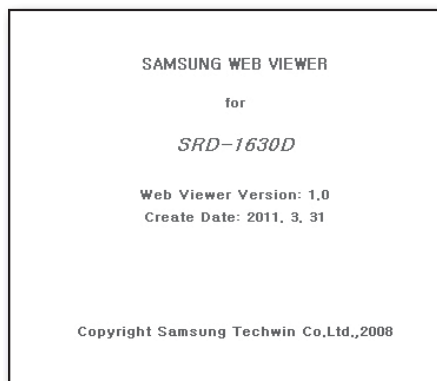 SAMSUNG WEB VIEWER
for
SRD-1630D
Web Viewer Version: 1.0
Create Date: 2011. 3. 31
Copyright Samsung Techwin Co.Ltd.,2008